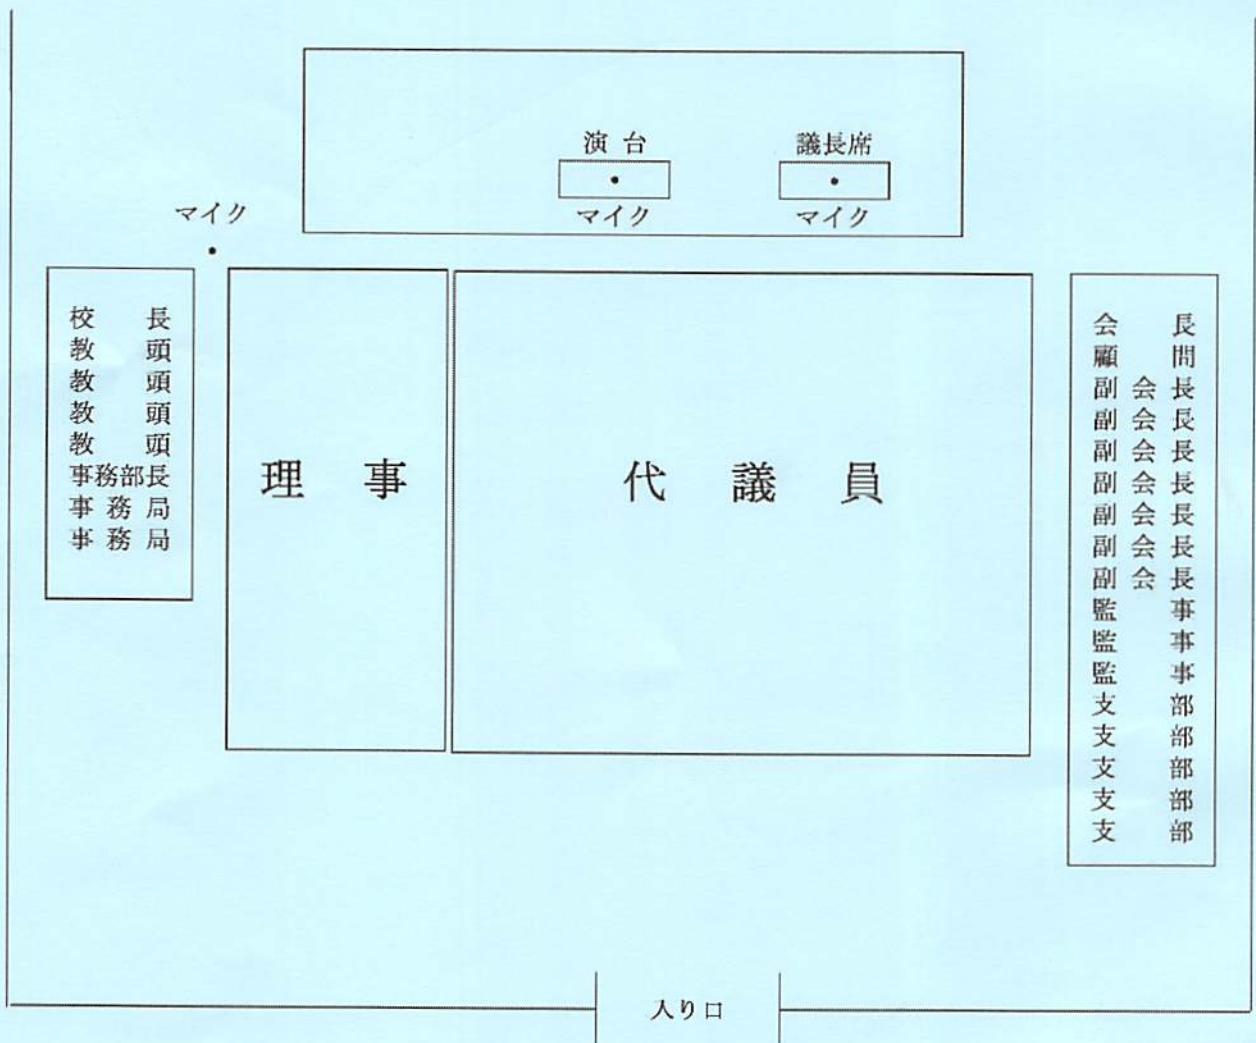 演台
議長席
マイク
マイク
マイク
校長
教頭
教頭
教頭
教頭
事務部長
事務局
事務局
理事
代議員
会長
顧問
副会長
副会長
副会長
副会長
副会長
副会長
副会長
監事
監事
監事
支部
支部
支部
支部
支部
入り口